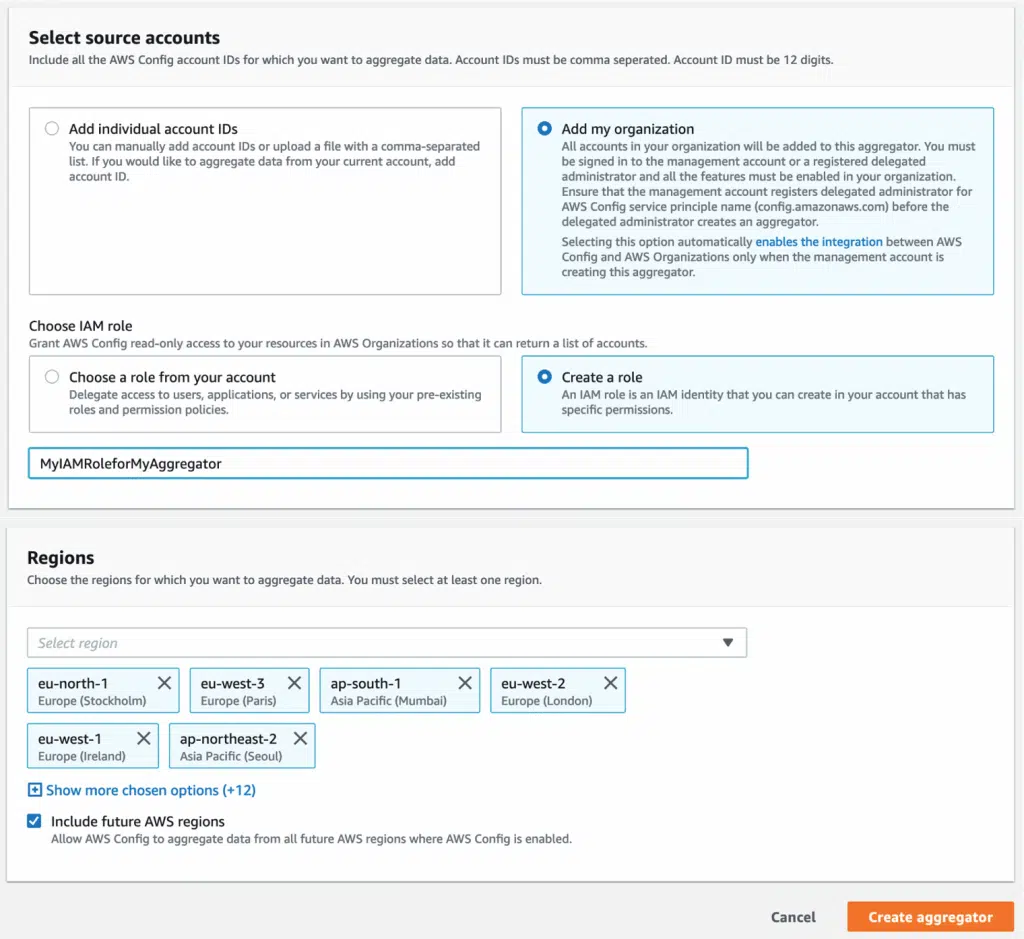 Select source accounts
Include all the AWS Config account IDs for which you want to aggregate data. Account IDs must be comma seperated. Account ID must be 12 digits.
Add individual account IDs
You can manually add account IDs or upload a file with a comma-separated
list. If you would like to aggregate data from your current account, add
account ID.
Add my organization
All accounts in your organization will be added to this aggregator. You must
be signed in to the management account or a registered delegated
administrator and all the features must be enabled in your organization.
Ensure that the management account registers delegated administrator for
AWS Config service principle name (config.amazonaws.com) before the
delegated administrator creates an aggregator.
Selecting this option automatically enables the integration between AWS
Config and AWS Organizations only when the management account is
creating this aggregator.
Choose IAM role
Grant AWS Config read-only access to your resources in AWS Organizations so that it can return a list of accounts.
Choose a role from your account
Delegate access to users, applications, or services by using your pre-existing
roles and permission policies.
Create a role
An IAM role is an IAM identity that you can create in your account that has
specific permissions.
MyIAMRoleforMyAggregator
Regions
Choose the regions for which you want to aggregate data. You must select at least one region.
Select region
eu-north-1
Europe (Stockholm)
eu-west-3
Europe (Paris)
ap-south-1
Asia Pacific (Mumbai)
eu-west-2
Europe (London)
eu-west-1
Europe (Ireland)
ap-northeast-2
Asia Pacific (Seoul)
Show more chosen options (+12)
Include future AWS regions
Allow AWS Config to aggregate data from all future AWS regions where AWS Config is enabled.
Cancel
Create aggregator